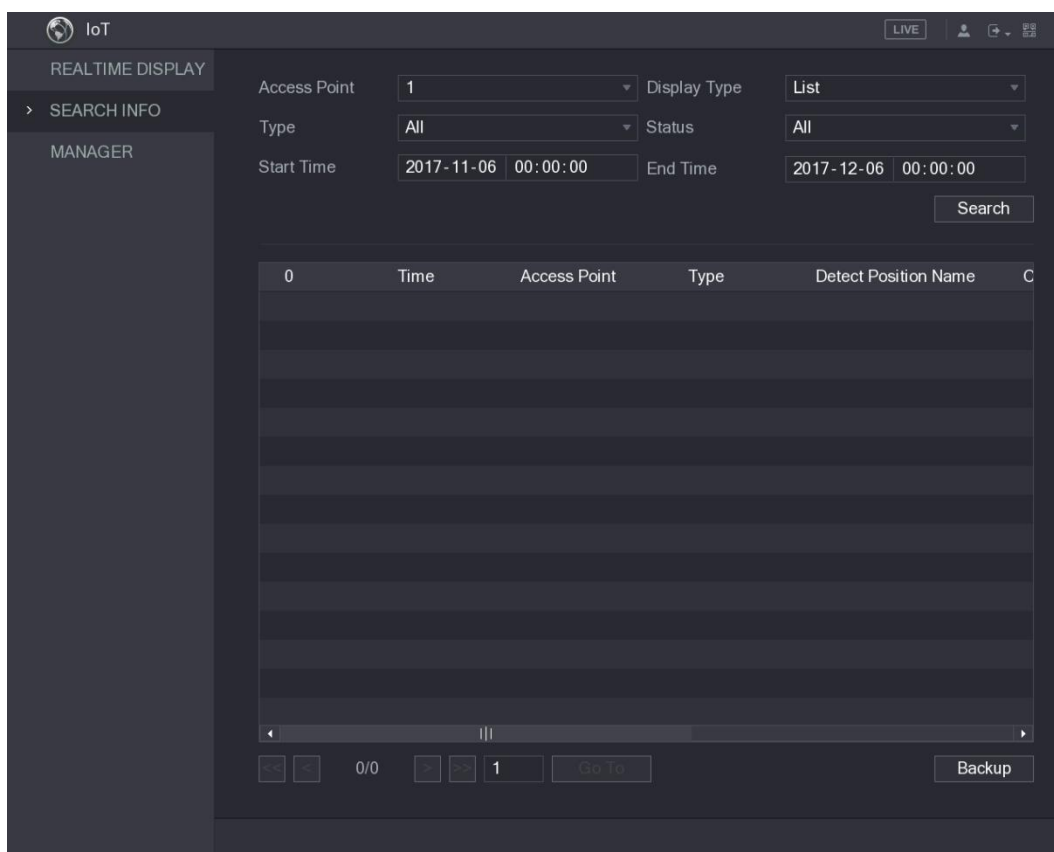 IoT LIVE
REALTIME DISPLAY
SEARCH INFO
MANAGER
Access Point 1 Display Type List
Type All Status All
Start Time 2017-11-06 00:00:00 End Time 2017-12-06 00:00:00
Search
0 Time Access Point Type Detect Position Name C
<< < 0/0 > >> 1 Go To Backup